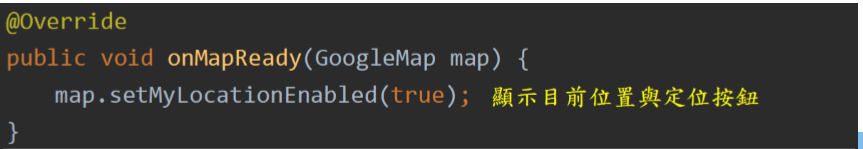 @Override
public void onMapReady(GoogleMap map) {
map.setMyLocationEnabled(true); 顯示目前位置與定位按鈕
}